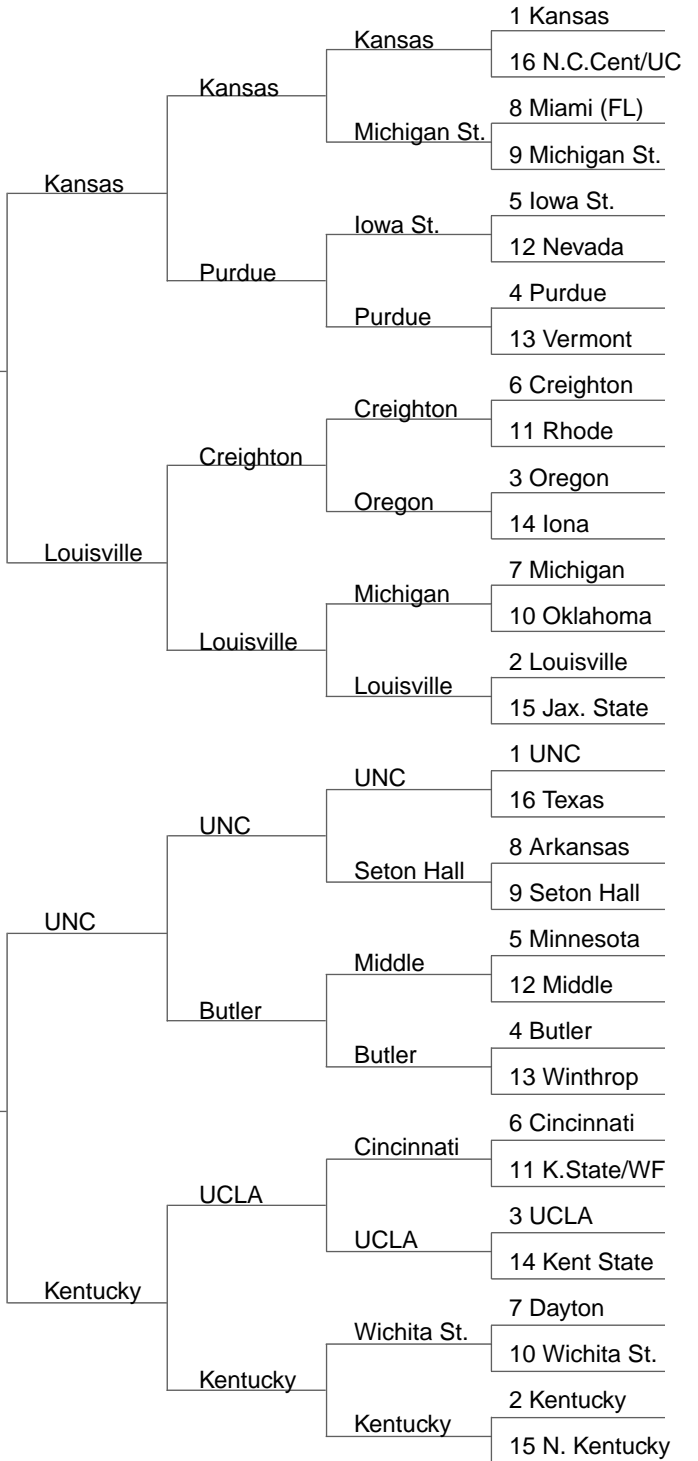 1 Kansas
Kansas
16 N.C.Cent/UC
Kansas
8 Miami (FL)
Michigan St.
9 Michigan St.
Kansas
5 Iowa St.
Iowa St.
12 Nevada
Purdue
4 Purdue
Purdue
13 Vermont
6 Creighton
Creighton
11 Rhode
Creighton
3 Oregon
Oregon
14 Iona
Louisville
7 Michigan
Michigan
10 Oklahoma
Louisville
2 Louisville
Louisville
15 Jax. State
1 UNC
UNC
16 Texas
UNC
8 Arkansas
Seton Hall
9 Seton Hall
UNC
5 Minnesota
Middle
12 Middle
Butler
4 Butler
Butler
13 Winthrop
6 Cincinnati
Cincinnati
11 K.State/WF
UCLA
3 UCLA
UCLA
14 Kent State
Kentucky
7 Dayton
Wichita St.
10 Wichita St.
Kentucky
2 Kentucky
Kentucky
15 N. Kentucky